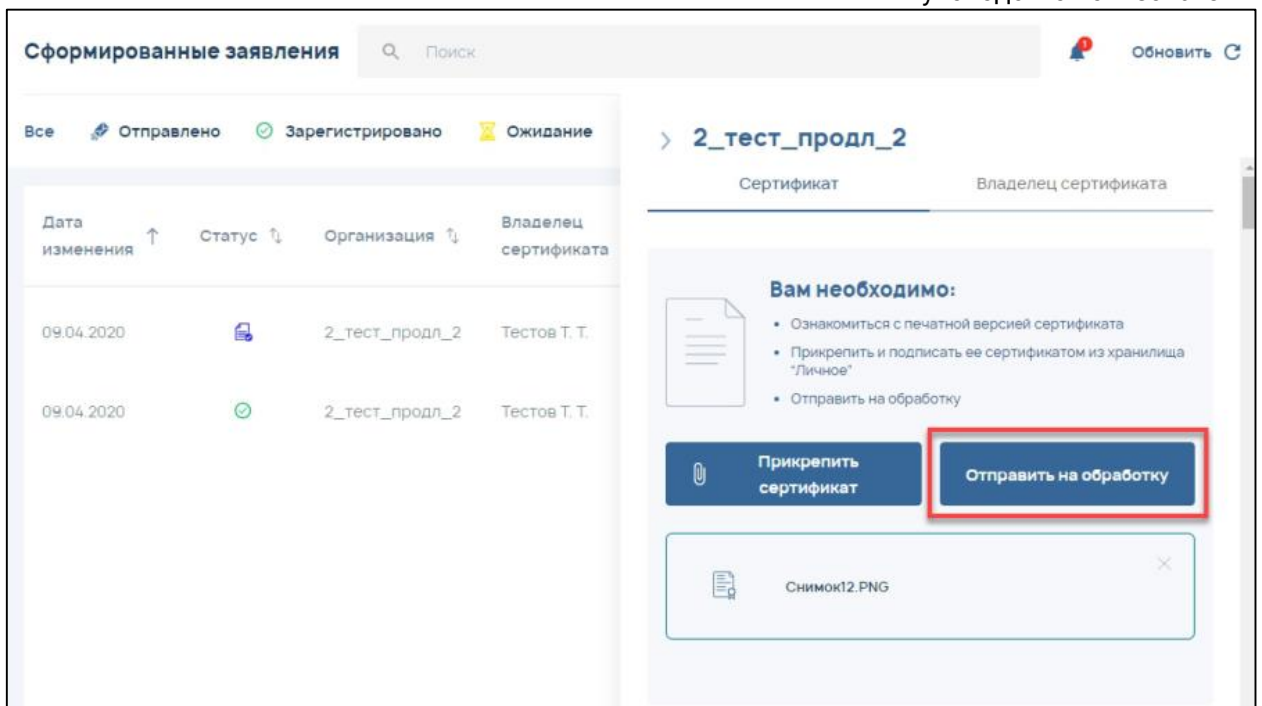 Сформированные заявления
Поиск
1
Обновить
Все
Отправлено
Зарегистрировано
Ожидание
2_тест_продл_2
Сертификат
Владелец сертификата
Дата
изменения
Статус
Организация
Владелец
сертификата
09.04.2020
2_тест_продл_2
Тестов Т. Т.
09.04.2020
2_тест_продл_2
Тестов Т. Т.
Вам необходимо:
• Ознакомиться с печатной версией сертификата
• Прикрепить и подписать ее сертификатом из хранилища
"Личное"
• Отправить на обработку
Прикрепить
сертификат
Отправить на обработку
Снимок12.PNG